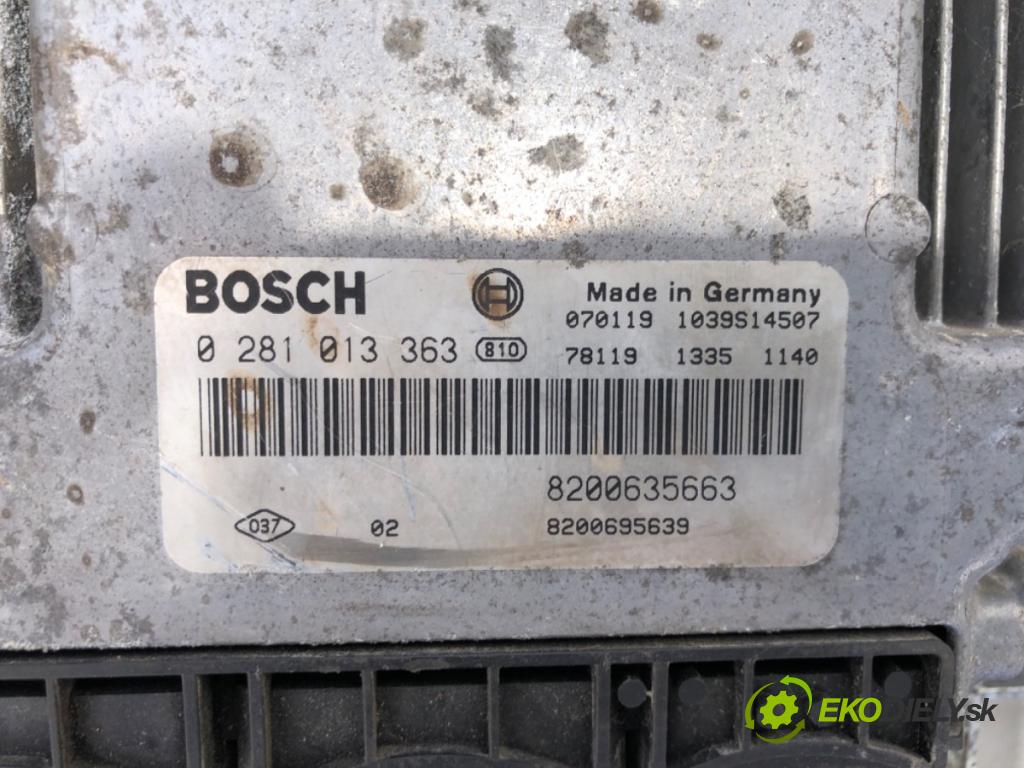 BOSCH
Made in Germany
070119 1039S14507
0 281 013 363 810
78119 1335 1140
8200635663
037 02 8200695639
EKODIELY.sk